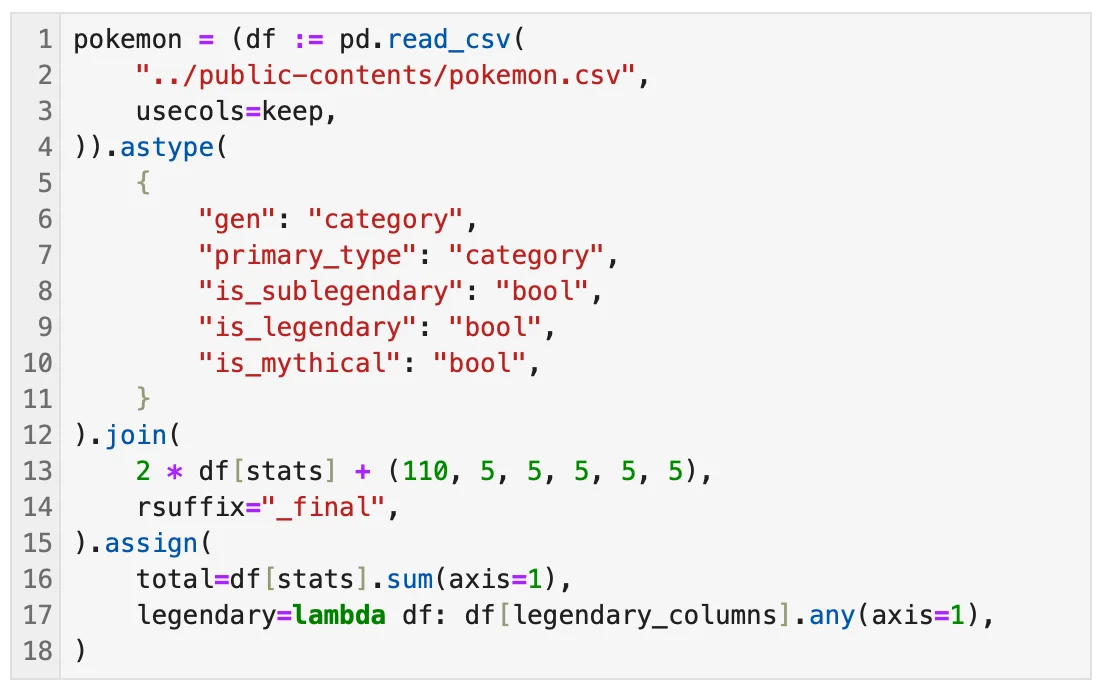 1 pokemon = (df := pd.read_csv(
2     "../public-contents/pokemon.csv",
3     usecols=keep,
4 )).astype(
5     {
6         "gen": "category",
7         "primary_type": "category",
8         "is_sublegendary": "bool",
9         "is_legendary": "bool",
10         "is_mythical": "bool",
11     }
12 ).join(
13     2 * df[stats] + (110, 5, 5, 5, 5, 5),
14     rsuffix="_final",
15 ).assign(
16     total=df[stats].sum(axis=1),
17     legendary=lambda df: df[legendary_columns].any(axis=1),
18 )